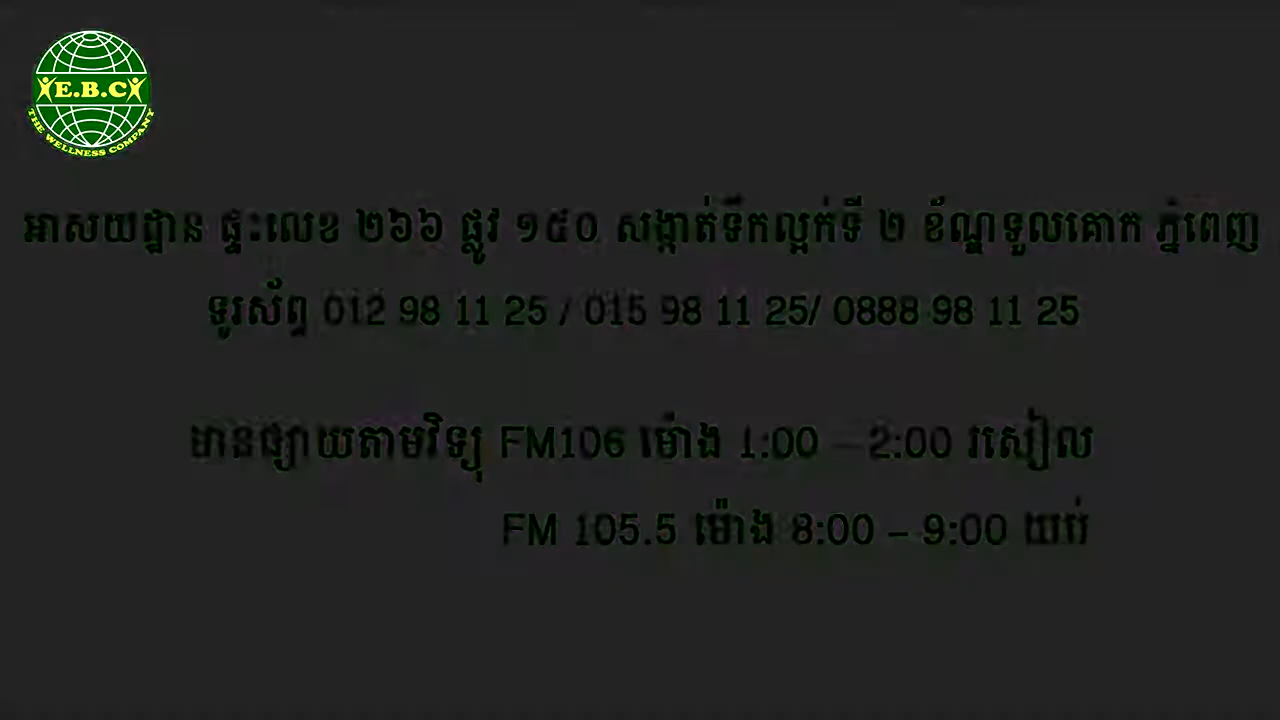 E.B.C
THE WELLNESS COMPANY
អាសយដ្ឋាន ផ្ទះលេខ ២៦៦ ផ្លូវ ១៥០ សង្កាត់ទឹកល្អក់ទី ២ ខ័ណ្ឌទួលគោក ភ្នំពេញ
ទូរស័ព្ទ 012 98 11 25 / 015 98 11 25/ 0888 98 11 25
មានផ្សាយតាមវិទ្យុ FM106 ម៉ោង 1:00 – 2:00 រសៀល
FM 105.5 ម៉ោង 8:00 – 9:00 យប់